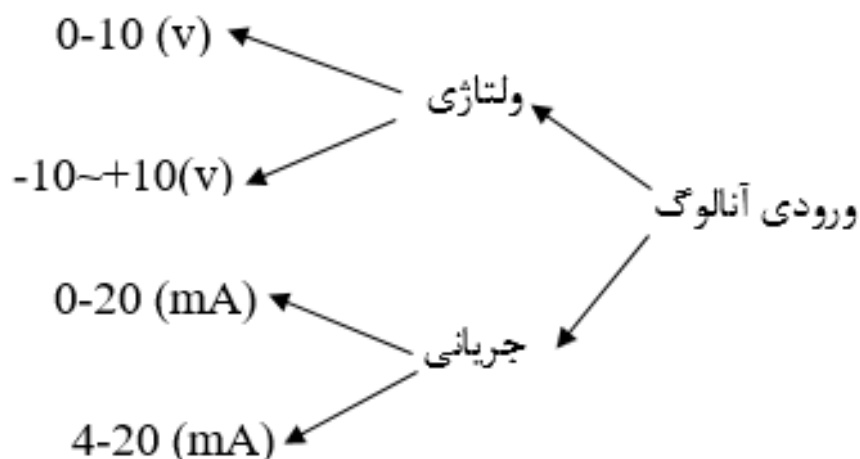 ورودی آنالوگ
ولتاژی
0-10 (v)
-10~+10(v)
جریانی
0-20 (mA)
4-20 (mA)